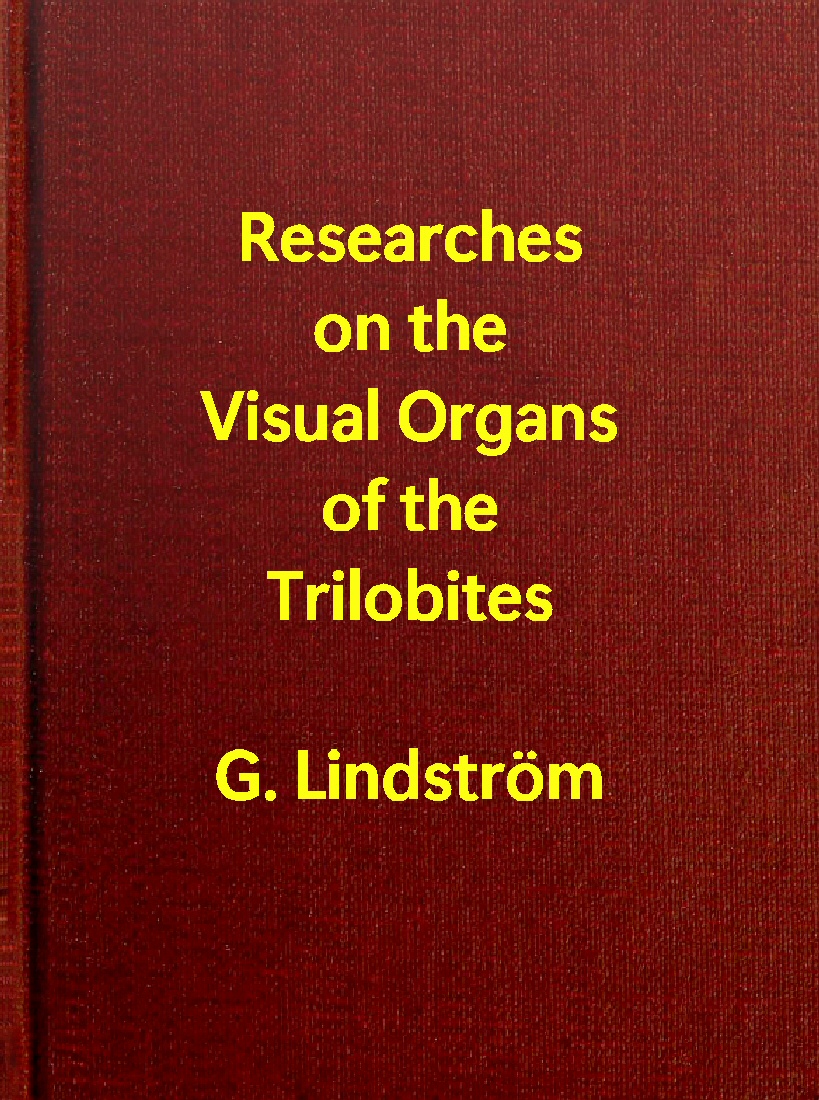 Researches
on the
Visual Organs
of the
Trilobites
G. Lindström